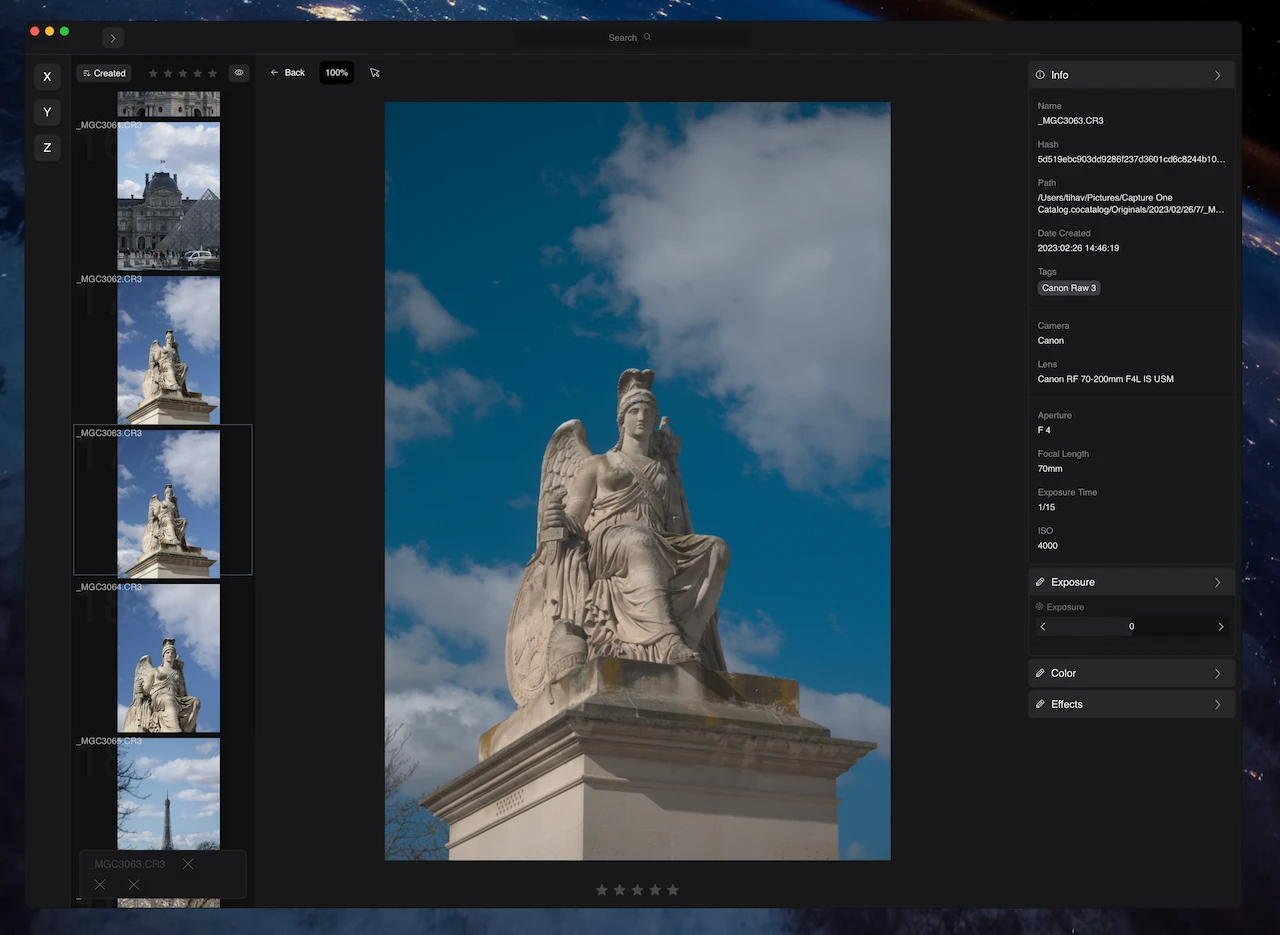 Search
X
Y
Z
Created
Back
100%
_MGC3061.CR3
_MGC3062.CR3
_MGC3063.CR3
_MGC3064.CR3
_MGC3065.CR3
_MGC3063.CR3
Info
Name
_MGC3063.CR3
Hash
5d519ebc903dd9286f237d3601cd6c8244b10...
Path
/Users/tihav/Pictures/Capture One
Catalog.cocatalog/Originals/2023/02/26/7/_M...
Date Created
2023:02:26 14:46:19
Tags
Canon Raw 3
Camera
Canon
Lens
Canon RF 70-200mm F4L IS USM
Aperture
F 4
Focal Length
70mm
Exposure Time
1/15
ISO
4000
Exposure
Exposure
0
Color
Effects